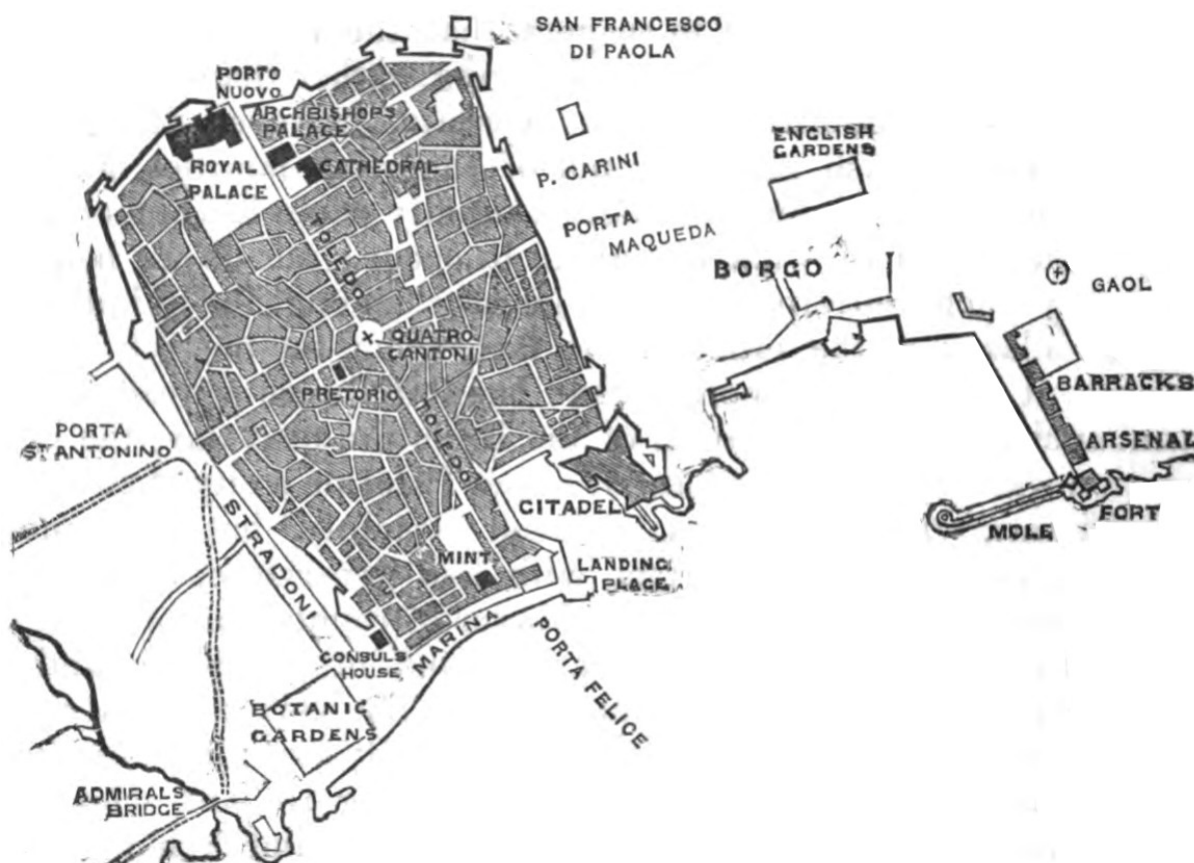 SAN FRANCESCO
DI PAOLA
PORTO
NUOVO
ARCHBISHOPS
PALACE
ROYAL
PALACE
CATHEDRAL
P. CARINI
ENGLISH
GARDENS
PORTA
MAQUEDA
TOLEDO
BORGO
GAOL
QUATRO
CANTONI
PRETORIO
BARRACKS
TOLEDO
PORTA
ST ANTONINO
ARSENAL
CITADEL
FORT
MOLE
STRADONI
MINT
LANDING
PLACE
MARINA
PORTA FELICE
CONSULS
HOUSE
BOTANIC
GARDENS
ADMIRALS
BRIDGE